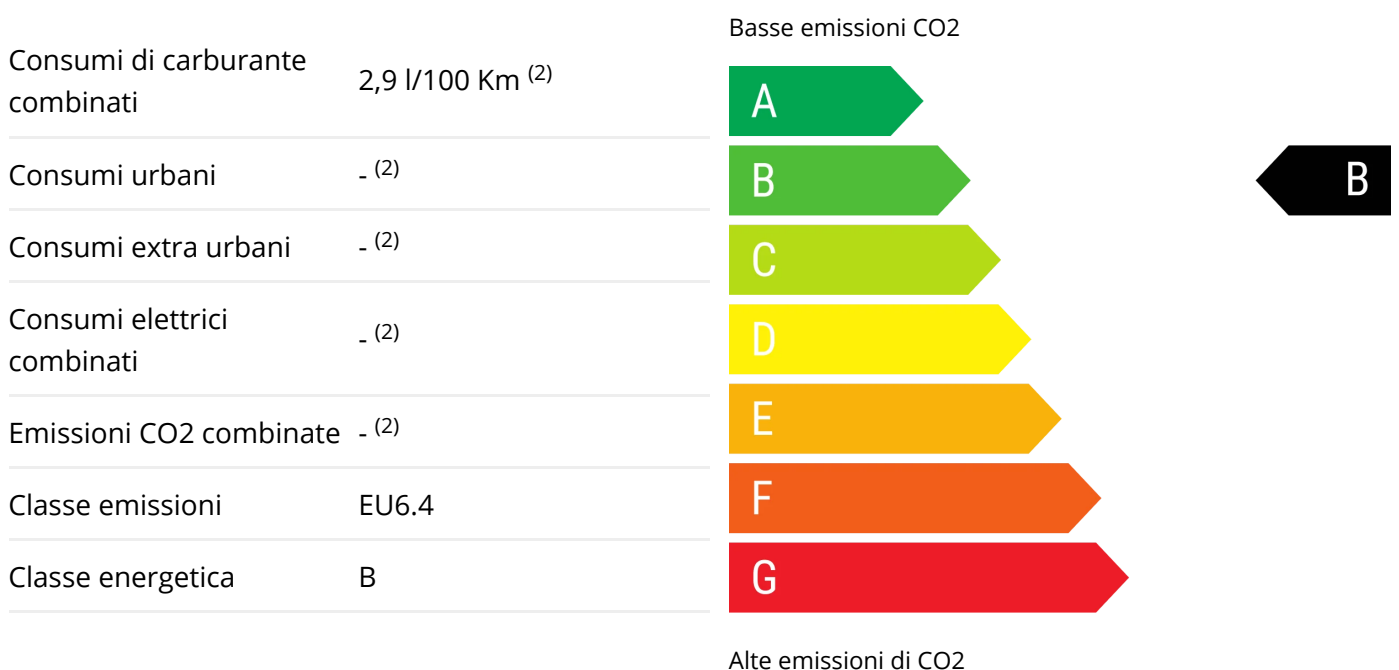 Consumi di carburante
combinati
2,9 l/100 Km (2)
Consumi urbani - (2)
Consumi extra urbani - (2)
Consumi elettrici
combinati
- (2)
Emissioni CO2 combinate - (2)
Classe emissioni EU6.4
Classe energetica B
Basse emissioni CO2
A
B
B
C
D
E
F
G
Alte emissioni di CO2